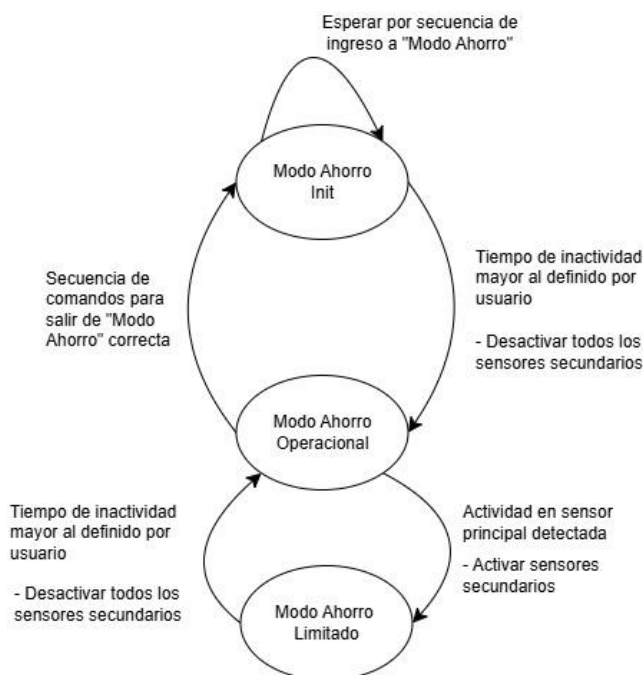 Esperar por secuencia de
ingreso a "Modo Ahorro"
Modo Ahorro
Init
Tiempo de inactividad
mayor al definido por
usuario
- Desactivar todos los
sensores secundarios
Secuencia de
comandos para
salir de "Modo
Ahorro" correcta
Modo Ahorro
Operacional
Tiempo de inactividad
mayor al definido por
usuario
- Desactivar todos los
sensores secundarios
Actividad en sensor
principal detectada
- Activar sensores
secundarios
Modo Ahorro
Limitado